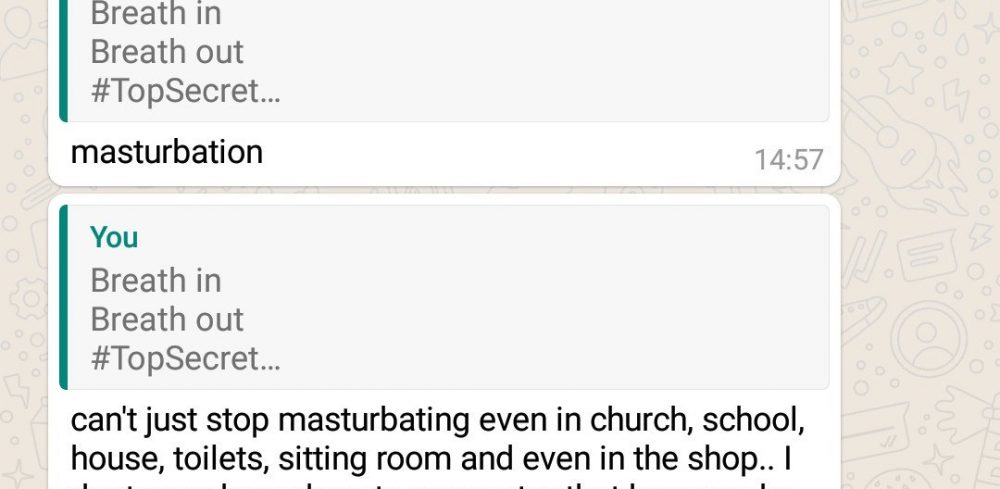 Breath in
Breath out
#TopSecret...
masturbation
14:57
You
Breath in
Breath out
#TopSecret...
can't just stop masturbating even in church, school,
house, toilets, sitting room and even in the shop.. I